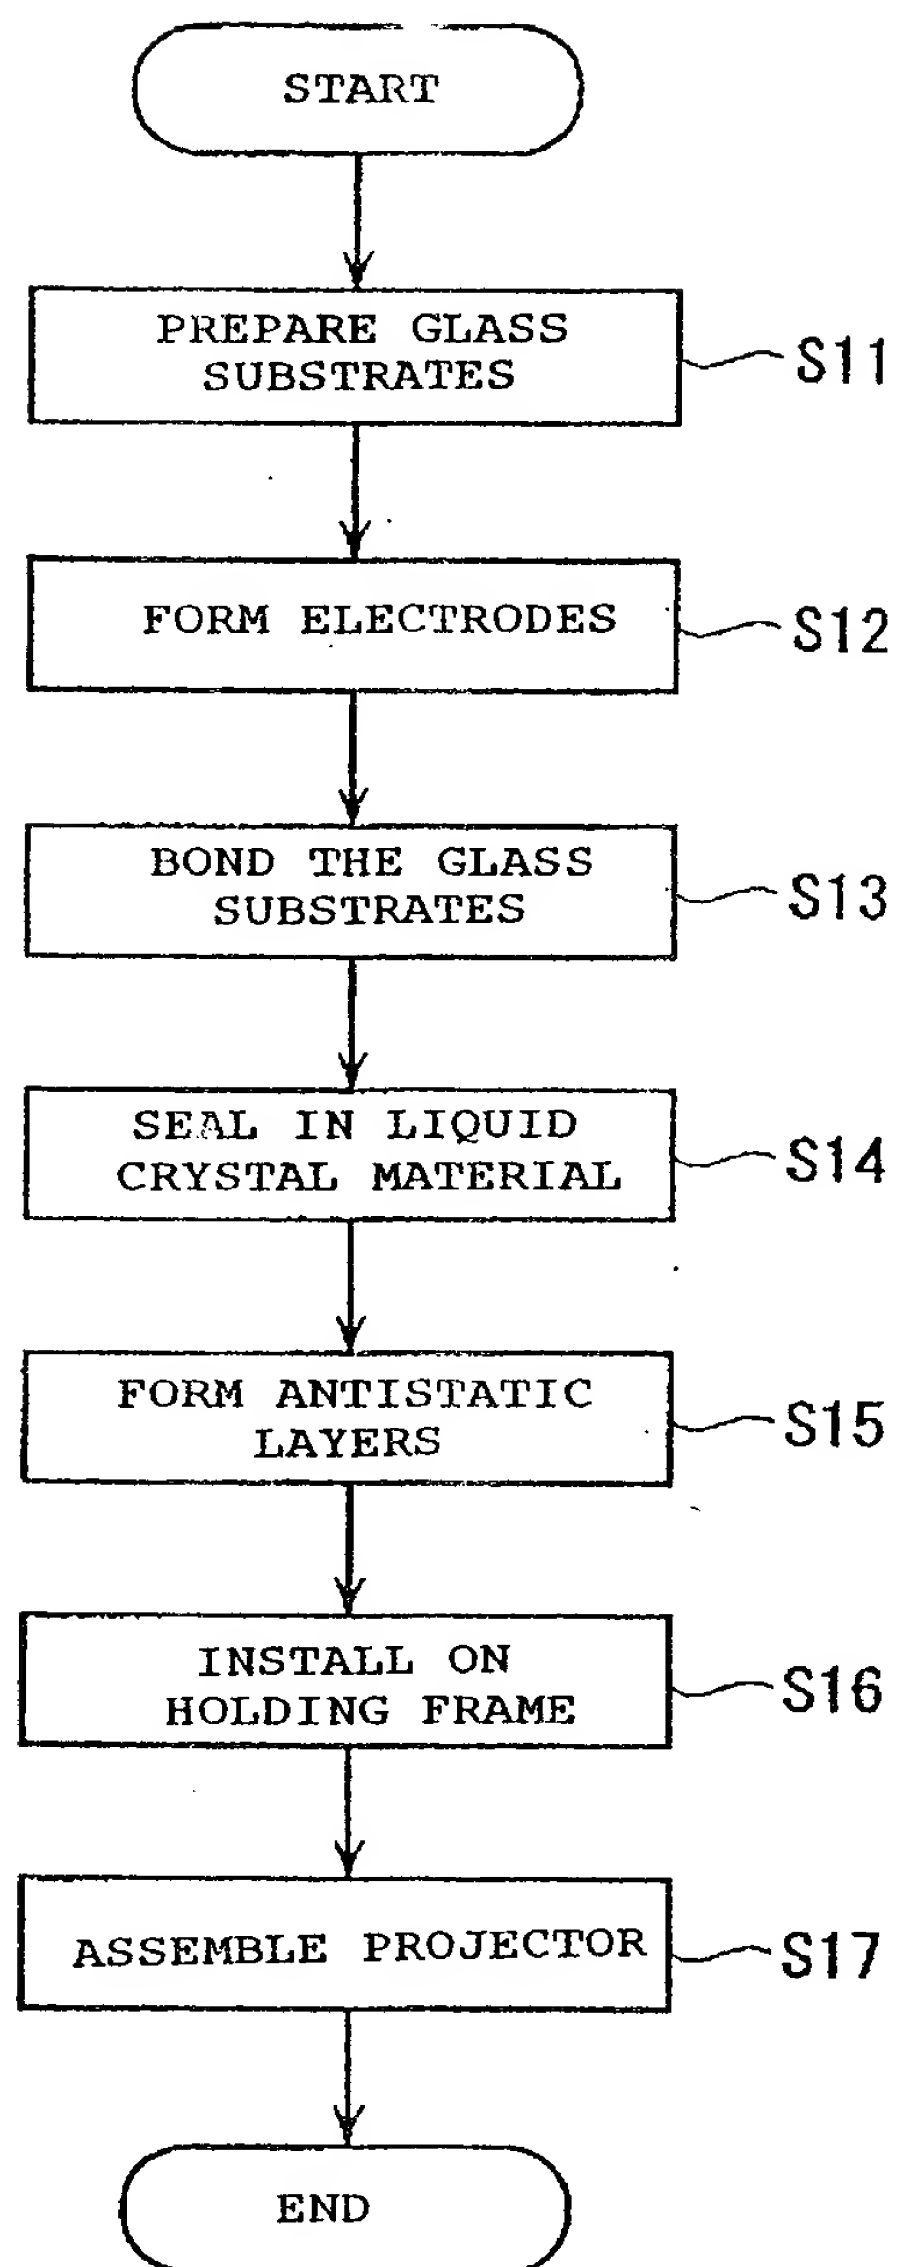 START
PREPARE GLASS
SUBSTRATES
S11
FORM ELECTRODES
S12
BOND THE GLASS
SUBSTRATES
S13
SEAL IN LIQUID
CRYSTAL MATERIAL
S14
FORM ANTISTATIC
LAYERS
S15
INSTALL ON
HOLDING FRAME
S16
ASSEMBLE PROJECTOR
S17
END